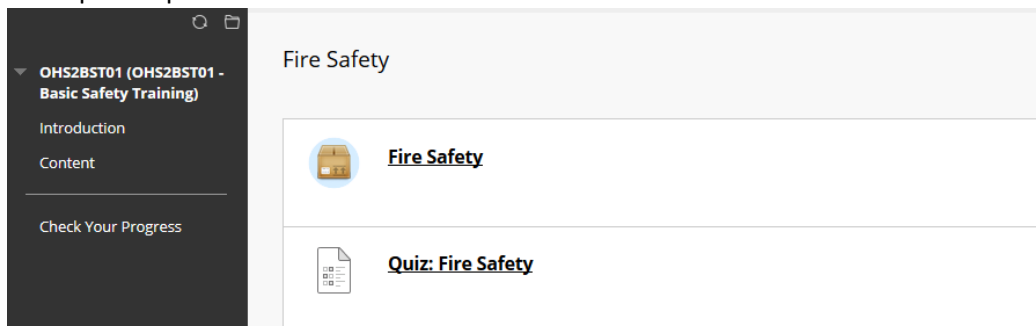 OHS2BST01 (OHS2BST01 -
Basic Safety Training)
Introduction
Content
Check Your Progress
Fire Safety
Fire Safety
Quiz: Fire Safety